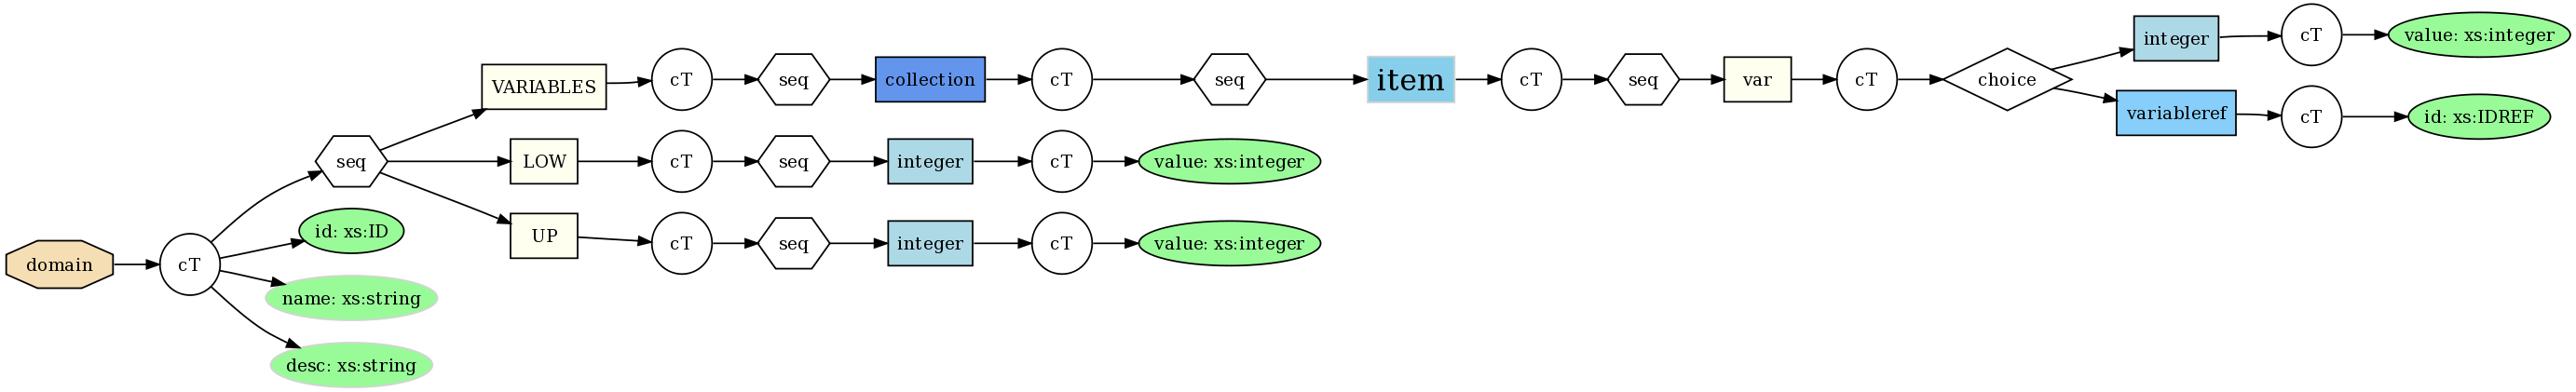 domain
cT
seq
id: xs:ID
name: xs:string
desc: xs:string
VARIABLES
cT
seq
collection
cT
seq
item
cT
seq
var
cT
choice
integer
cT
value: xs:integer
variableref
cT
id: xs:IDREF
LOW
cT
seq
integer
cT
value: xs:integer
UP
cT
seq
integer
cT
value: xs:integer